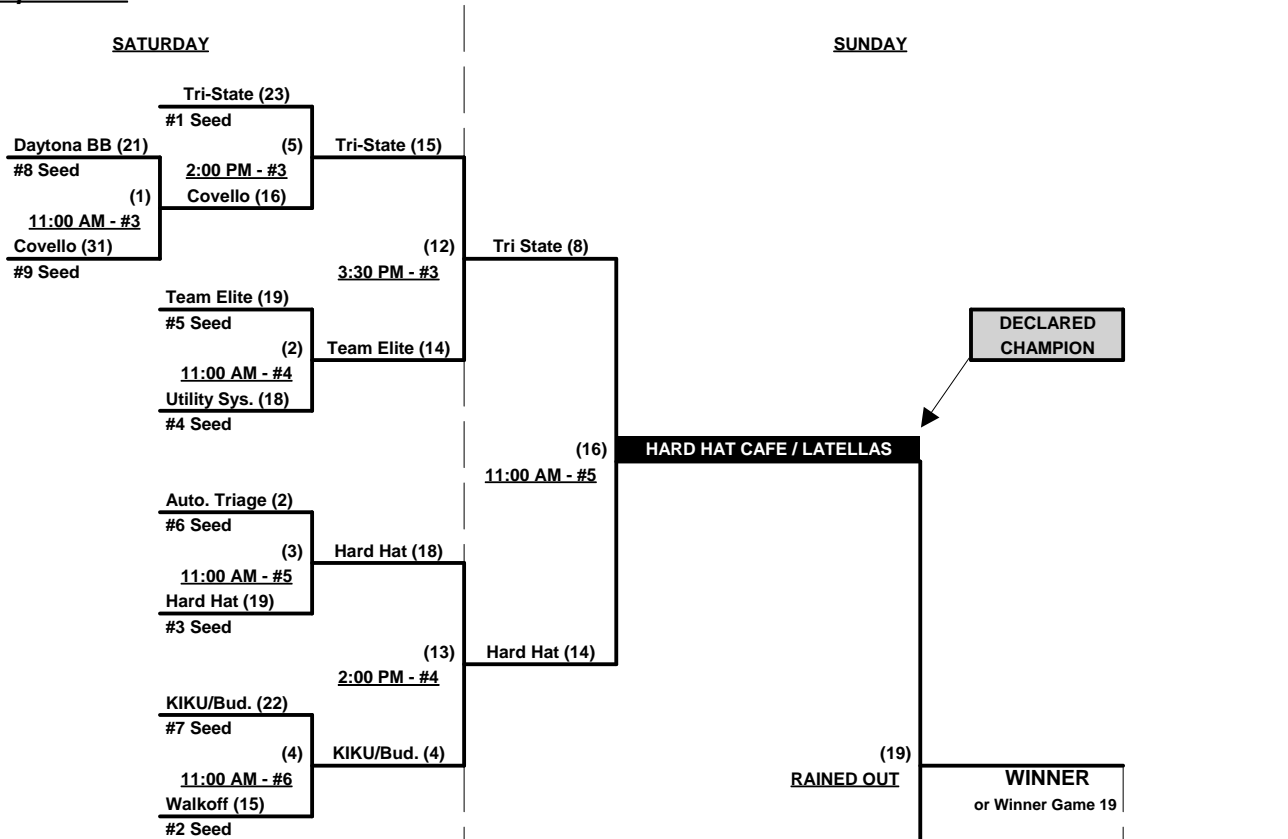 SATURDAY
SUNDAY
Tri-State (23)
#1 Seed
Daytona BB (21)
(5)
Tri-State (15)
#8 Seed
2:00 PM - #3
(1)
Covello (16)
11:00 AM - #3
Covello (31)
(12)
Tri State (8)
#9 Seed
3:30 PM - #3
Team Elite (19)
#5 Seed
DECLARED
CHAMPION
(2)
Team Elite (14)
11:00 AM - #4
Utility Sys. (18)
#4 Seed
(16)
HARD HAT CAFE / LATELLAS
11:00 AM - #5
Auto. Triage (2)
#6 Seed
(3)
Hard Hat (18)
11:00 AM - #5
Hard Hat (19)
#3 Seed
(13)
Hard Hat (14)
2:00 PM - #4
KIKU/Bud. (22)
#7 Seed
(4)
KIKU/Bud. (4)
(19)
11:00 AM - #6
RAINED OUT
WINNER
Walkoff (15)
or Winner Game 19
#2 Seed